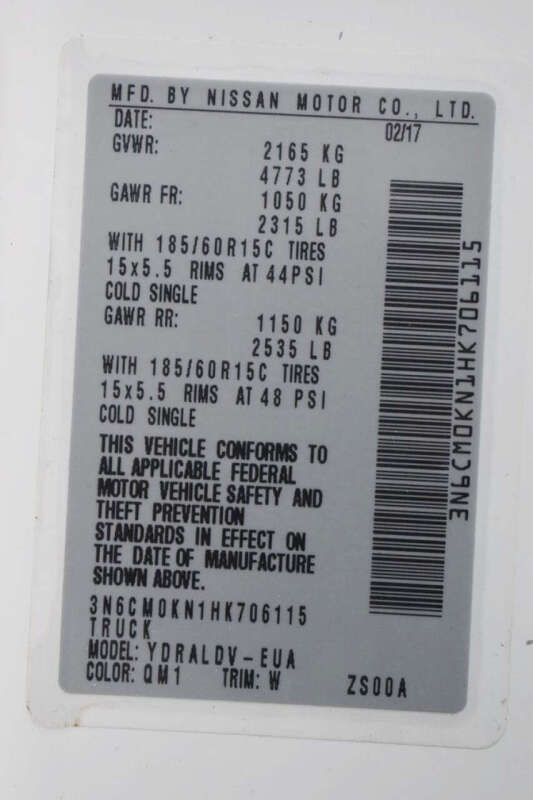 MFD. BY NISSAN MOTOR CO., LTD.
DATE: 02/17
GVWR: 2165 KG
4773 LB
GAWR FR: 1050 KG
2315 LB
WITH 185/60R15C TIRES
15x5.5 RIMS AT 44PSI
COLD SINGLE
GAWR RR: 1150 KG
2535 LB
WITH 185/60R15C TIRES
15x5.5 RIMS AT 48 PSI
COLD SINGLE
THIS VEHICLE CONFORMS TO
ALL APPLICABLE FEDERAL
MOTOR VEHICLE SAFETY AND
THEFT PREVENTION
STANDARDS IN EFFECT ON
THE DATE OF MANUFACTURE
SHOWN ABOVE.
3N6CM0KN1HK706115
TRUCK
MODEL: YDRALDV-EUA
COLOR: QM1 TRIM: W ZS00A
3N6CM0KN1HK706115